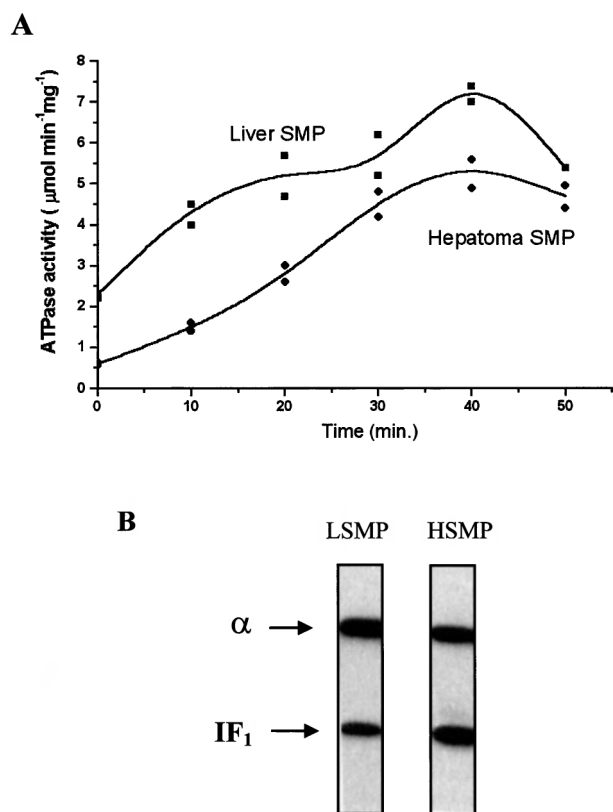 A
ATPase activity ( µmol min⁻¹mg⁻¹)
8
7
6
5
4
3
2
1
0
Liver SMP
Hepatoma SMP
0 10 20 30 40 50
Time (min.)
B
LSMP HSMP
α
IF₁